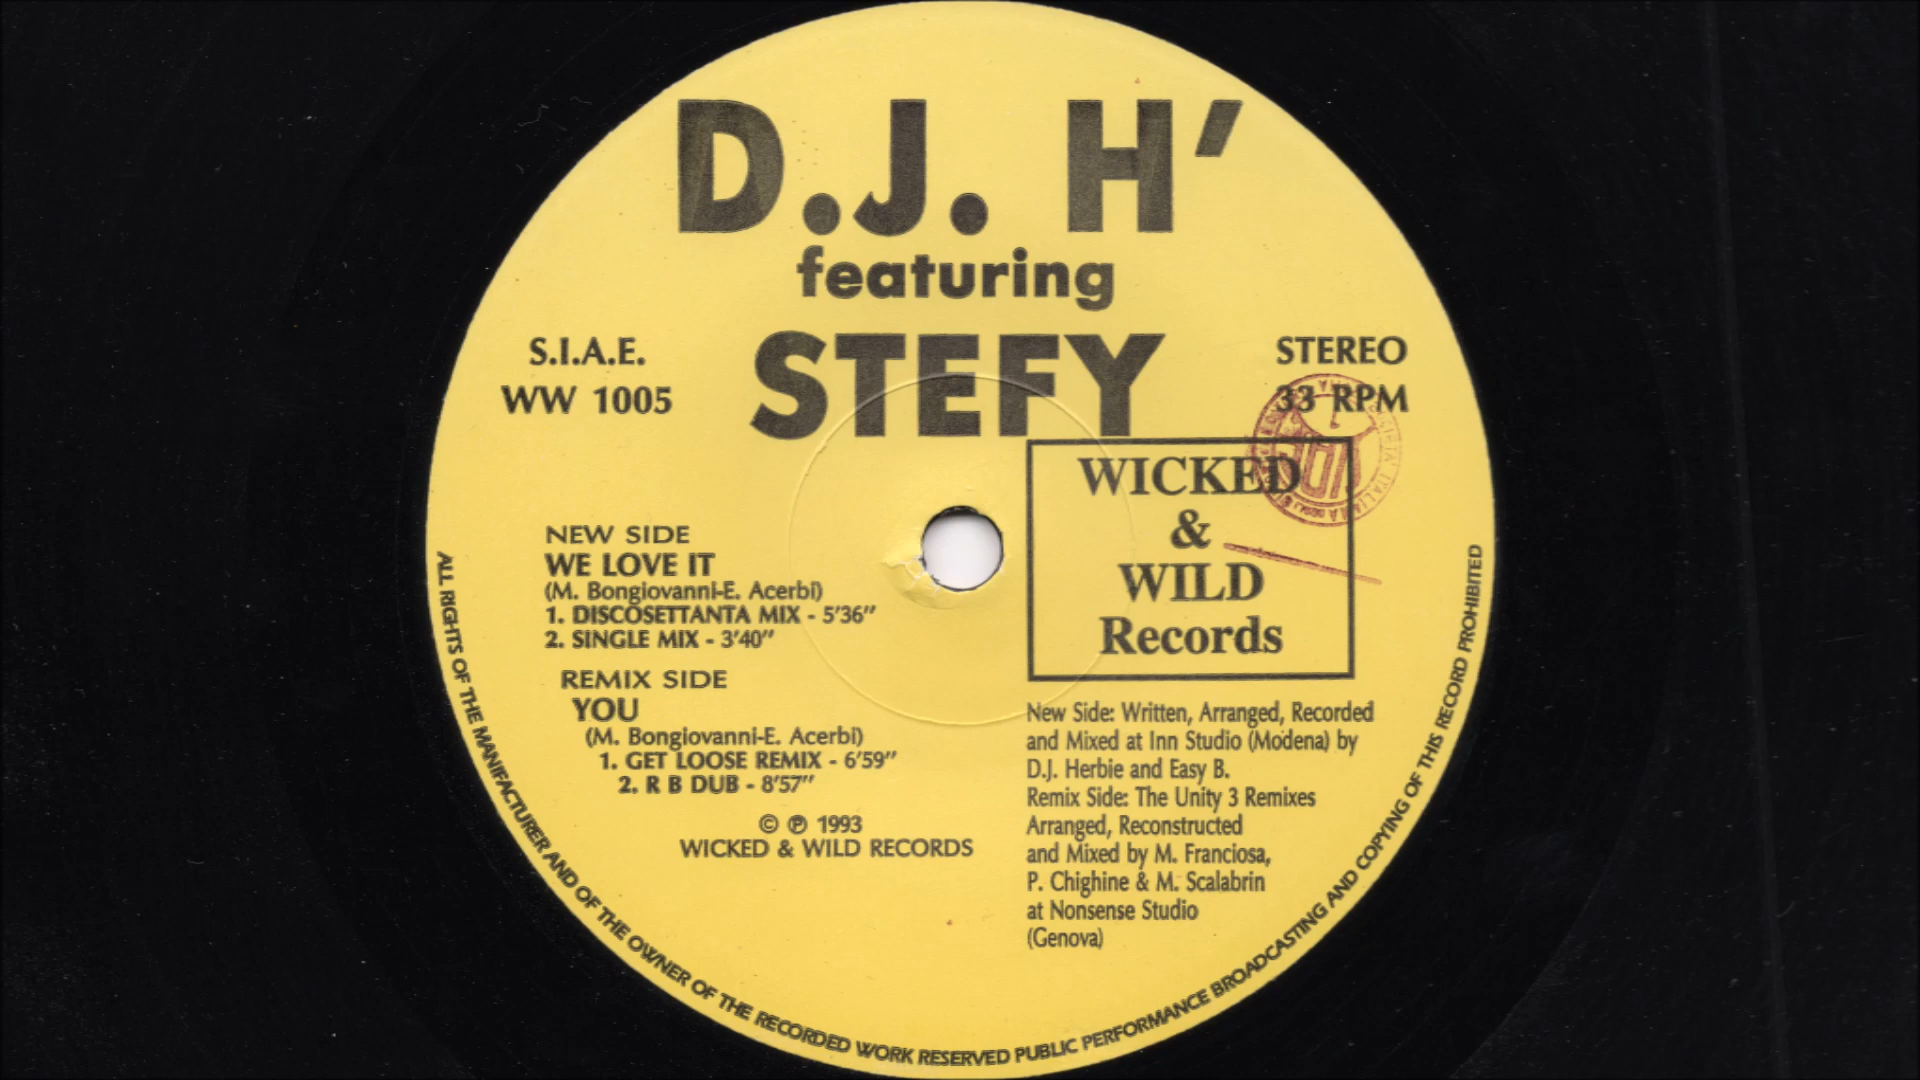 D.J. H'
featuring
STEFY
S.I.A.E.
WW 1005
STEREO
33 RPM
WICKED
&
WILD
Records
NEW SIDE
WE LOVE IT
(M. Bongiovanni-E. Acerbi)
1. DISCOSETTANTA MIX - 5'36"
2. SINGLE MIX - 3'40"
REMIX SIDE
YOU
(M. Bongiovanni-E. Acerbi)
1. GET LOOSE REMIX - 6'59"
2. R B DUB - 8'57"
© ℗ 1993
WICKED & WILD RECORDS
New Side: Written, Arranged, Recorded
and Mixed at Inn Studio (Modena) by
D.J. Herbie and Easy B.
Remix Side: The Unity 3 Remixes
Arranged, Reconstructed
and Mixed by M. Franciosa,
P. Chighine & M. Scalabrin
at Nonsense Studio
(Genova)
ALL RIGHTS OF THE MANIFACTURER AND OF THE OWNER OF THE RECORDED WORK RESERVED PUBLIC PERFORMANCE BROADCASTING AND COPYING OF THIS RECORD PROHIBITED